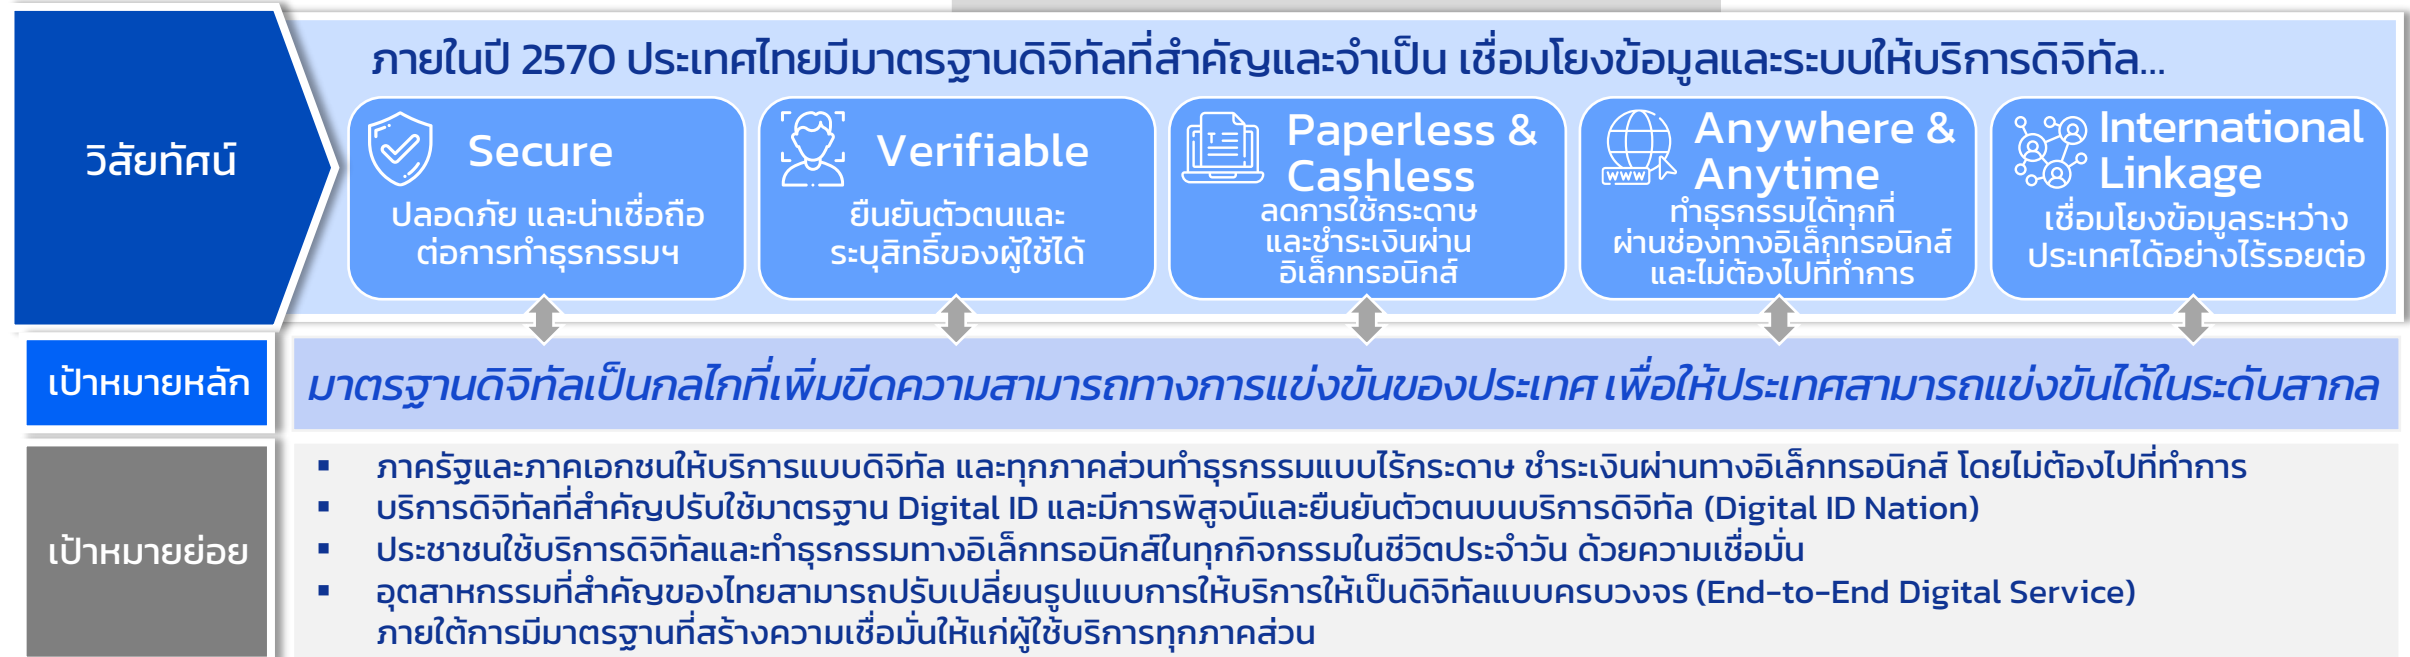 วิสัยทัศน์
ภายในปี 2570 ประเทศไทยมีมาตรฐานดิจิทัลที่สำคัญและจำเป็น เชื่อมโยงข้อมูลและระบบให้บริการดิจิทัล...
Secure
ปลอดภัย และน่าเชื่อถือ
ต่อการทำธุรกรรมฯ
Verifiable
ยืนยันตัวตนและ
ระบุสิทธิ์ของผู้ใช้ได้
Paperless &
Cashless
ลดการใช้กระดาษ
และชำระเงินผ่าน
อิเล็กทรอนิกส์
WWW
Anywhere &
Anytime
ทำธุรกรรมได้ทุกที่
ผ่านช่องทางอิเล็กทรอนิกส์
และไม่ต้องไปที่ทำการ
International
Linkage
เชื่อมโยงข้อมูลระหว่าง
ประเทศได้อย่างไร้รอยต่อ
เป้าหมายหลัก
มาตรฐานดิจิทัลเป็นกลไกที่เพิ่มขีดความสามารถทางการแข่งขันของประเทศ เพื่อให้ประเทศสามารถแข่งขันได้ในระดับสากล
เป้าหมายย่อย
▪ ภาครัฐและภาคเอกชนให้บริการแบบดิจิทัล และทุกภาคส่วนทำธุรกรรมแบบไร้กระดาษ ชำระเงินผ่านทางอิเล็กทรอนิกส์ โดยไม่ต้องไปที่ทำการ
▪ บริการดิจิทัลที่สำคัญปรับใช้มาตรฐาน Digital ID และมีการพิสูจน์และยืนยันตัวตนบนบริการดิจิทัล (Digital ID Nation)
▪ ประชาชนใช้บริการดิจิทัลและทำธุรกรรมทางอิเล็กทรอนิกส์ในทุกกิจกรรมในชีวิตประจำวัน ด้วยความเชื่อมั่น
▪ อุตสาหกรรมที่สำคัญของไทยสามารถปรับเปลี่ยนรูปแบบการให้บริการให้เป็นดิจิทัลแบบครบวงจร (End-to-End Digital Service)
ภายใต้การมีมาตรฐานที่สร้างความเชื่อมั่นให้แก่ผู้ใช้บริการทุกภาคส่วน